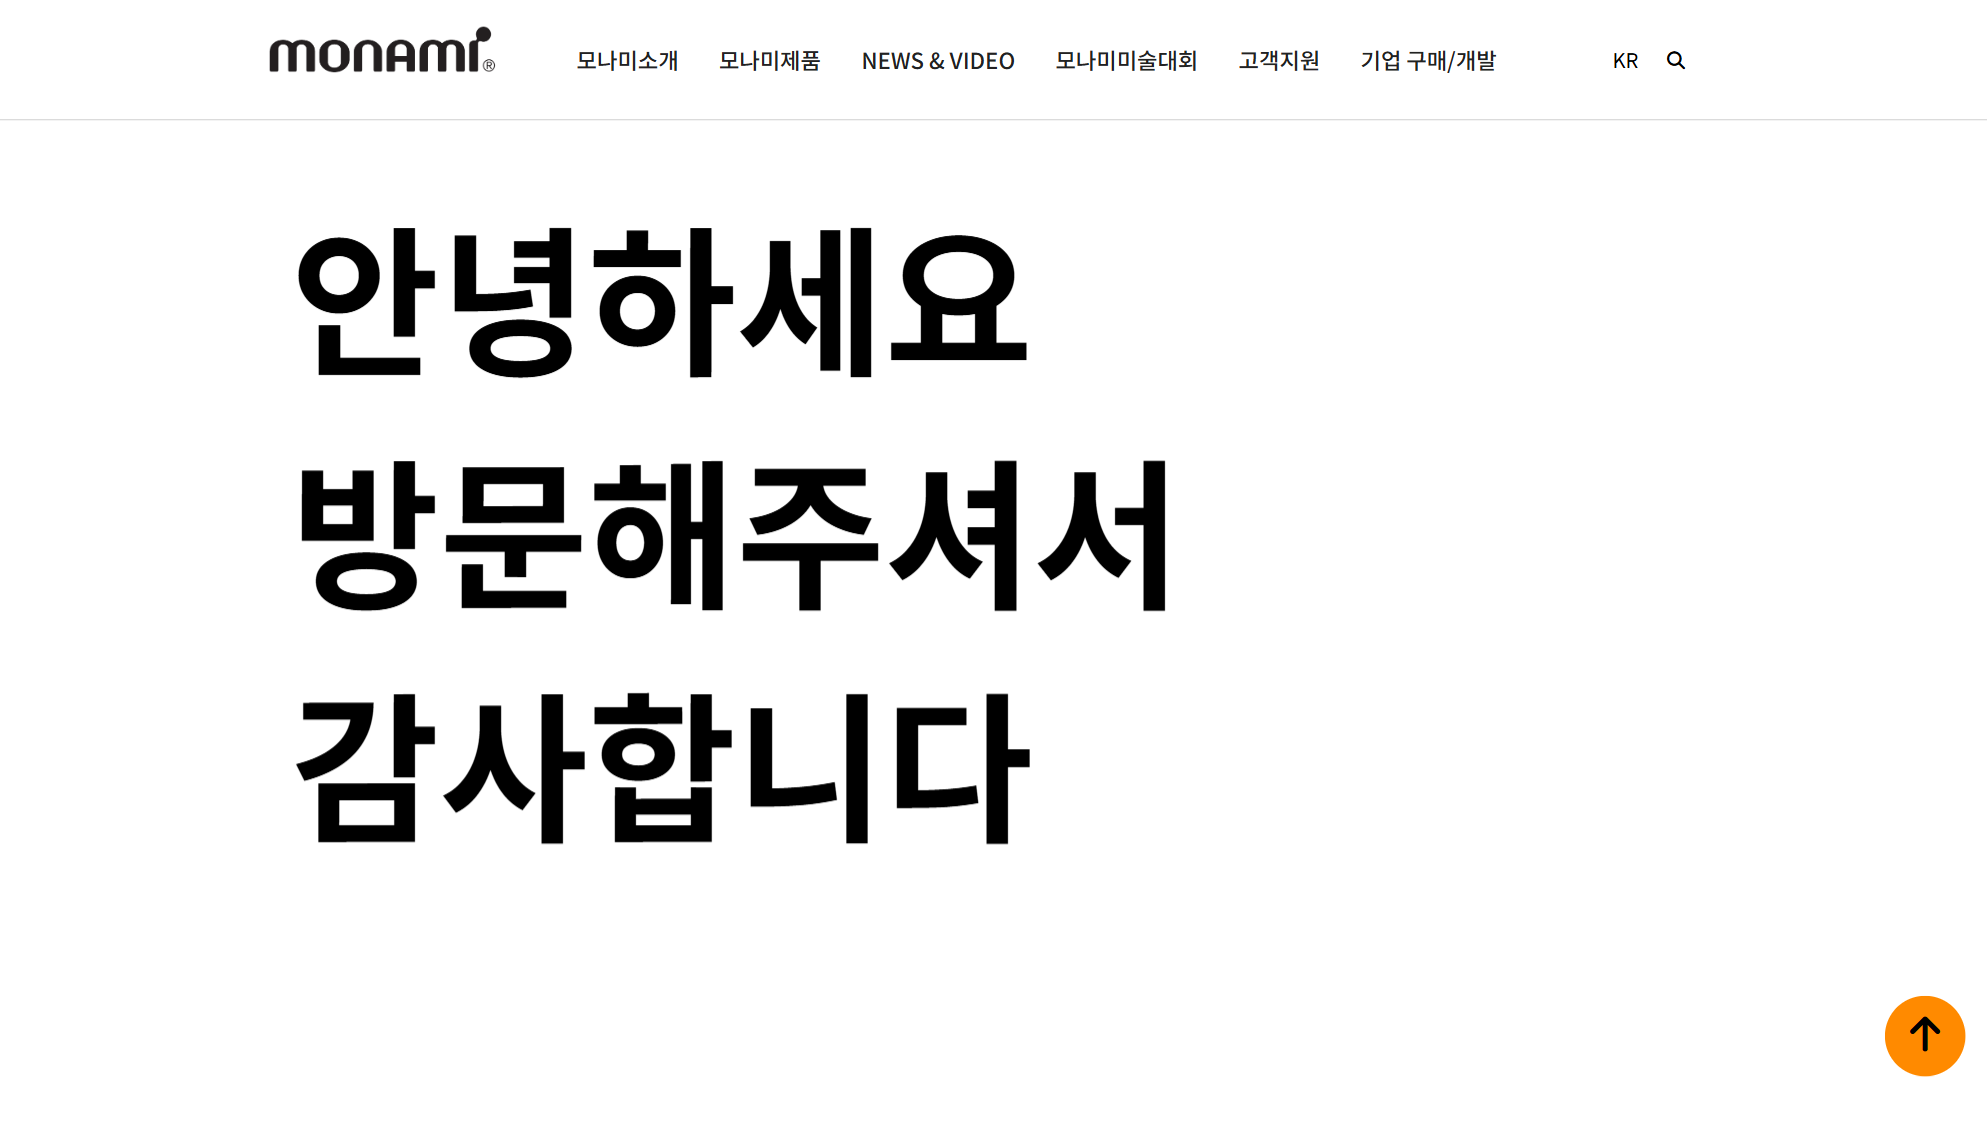 monami®
모나미소개 모나미제품 NEWS & VIDEO 모나미미술대회 고객지원 기업 구매/개발 KR
안녕하세요
방문해주셔서
감사합니다